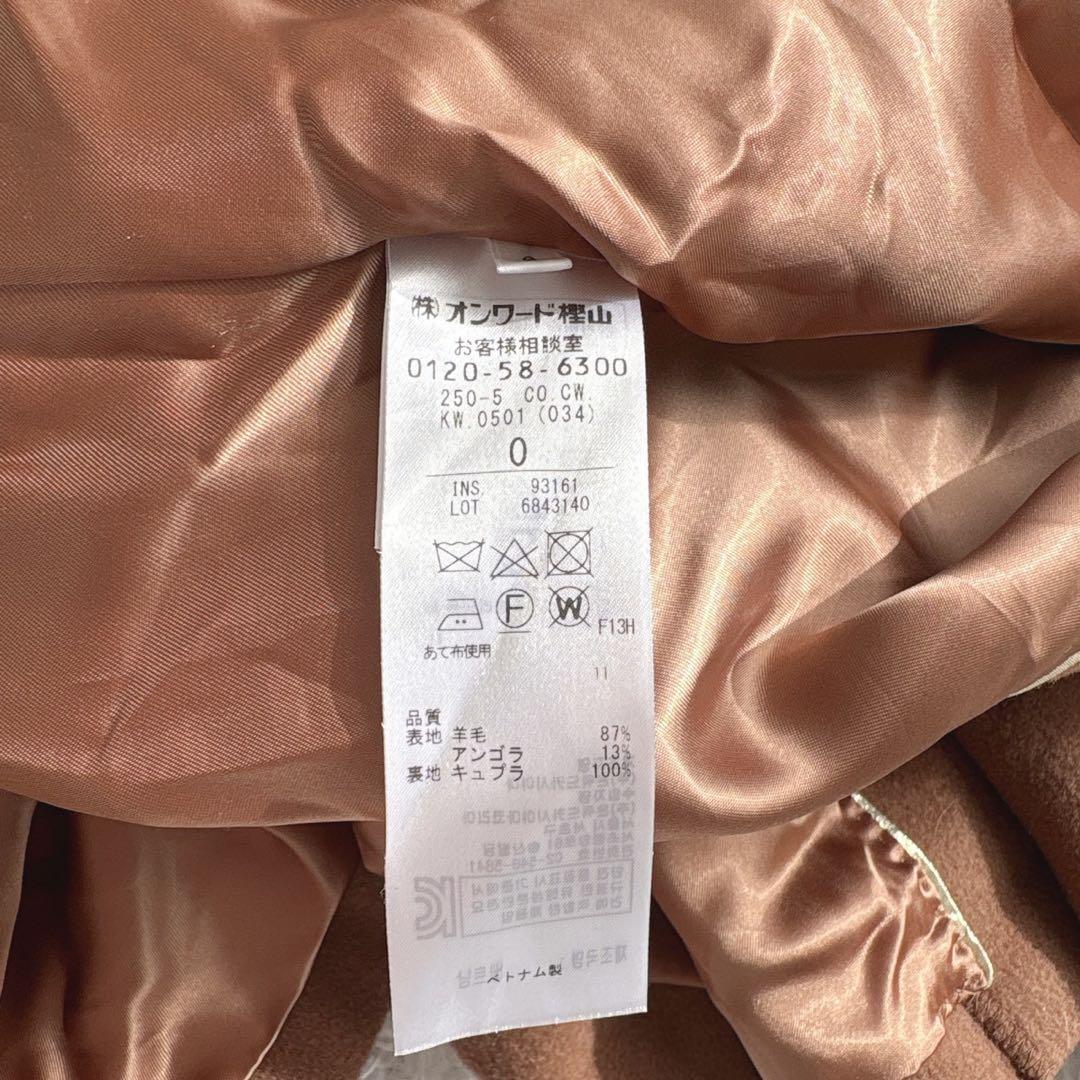 (株)オンワード樫山
お客様相談室
0120-58-6300
250-5 CO.CW.
KW.0501 (034)
0
INS 93161
LOT 6843140
F
W
F13H
あて布使用
11
品質
表地 羊毛 87%
アンゴラ 13%
裏地 キュプラ 100%
ベトナム製